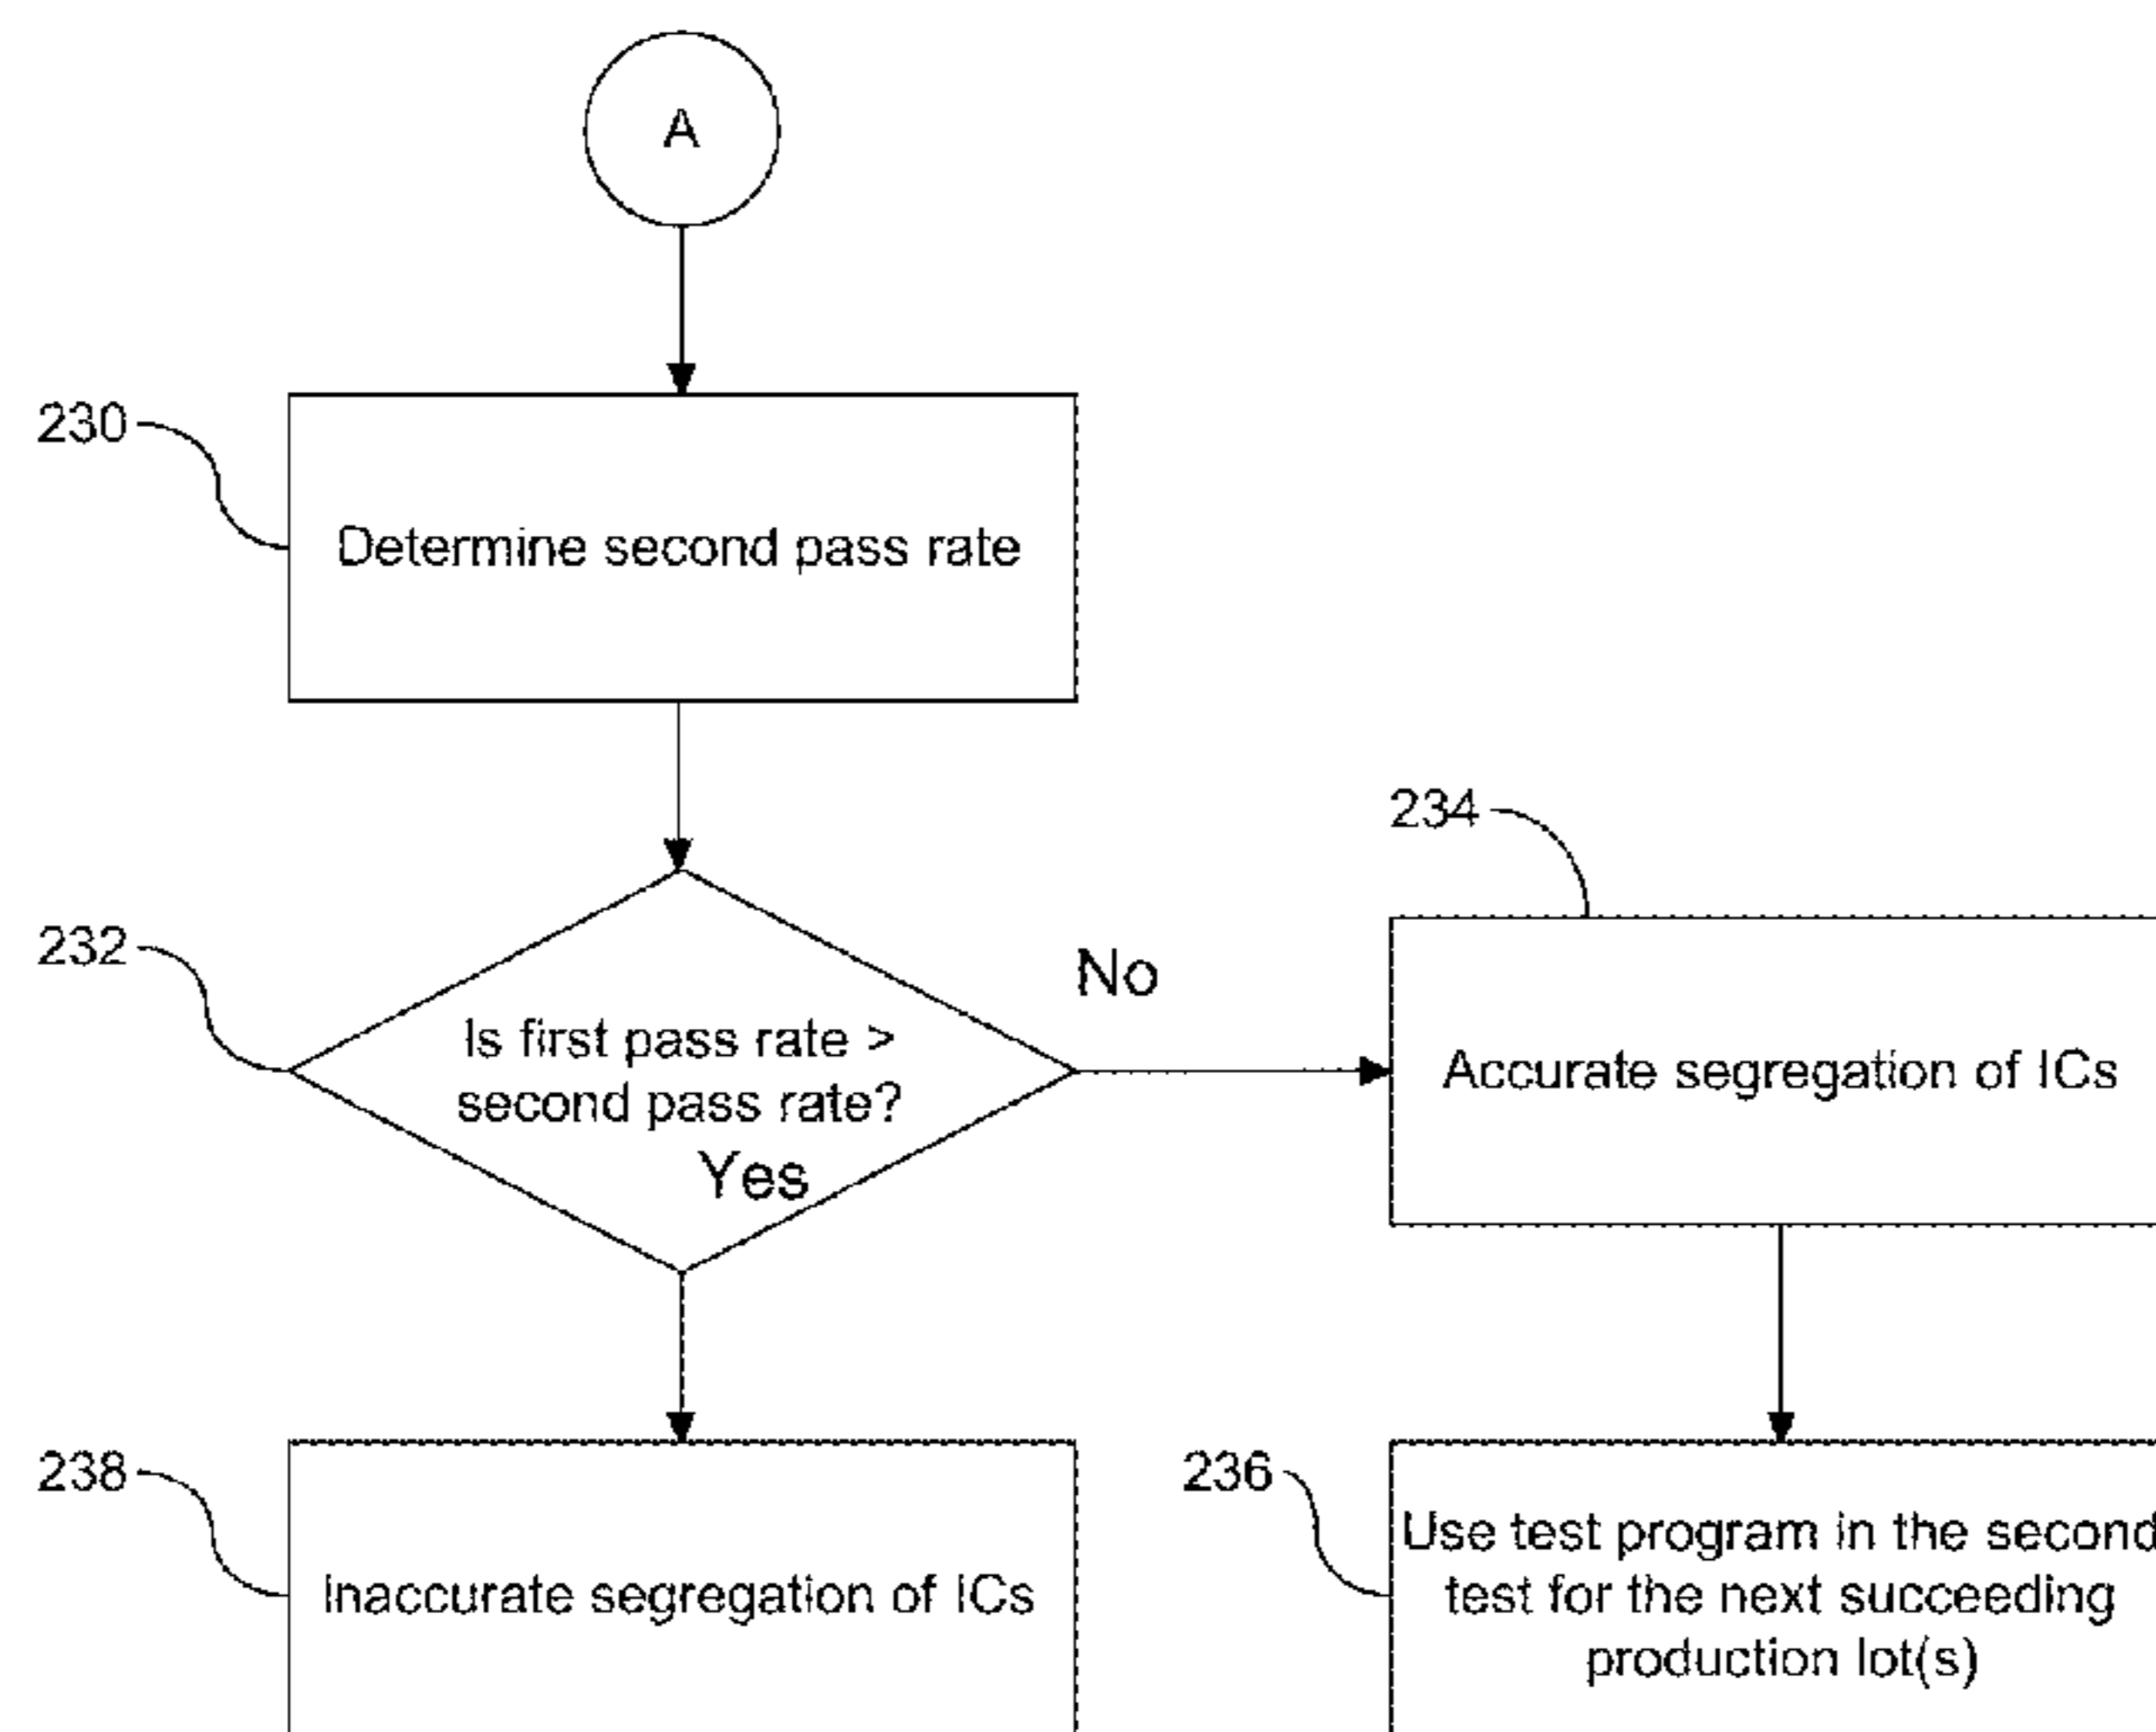 A
230
Determine second pass rate
234
232
No
Is first pass rate >
second pass rate?
Yes
Accurate segregation of ICs
238
Inaccurate segregation of ICs
236
Use test program in the second
test for the next succeeding
production lot(s)